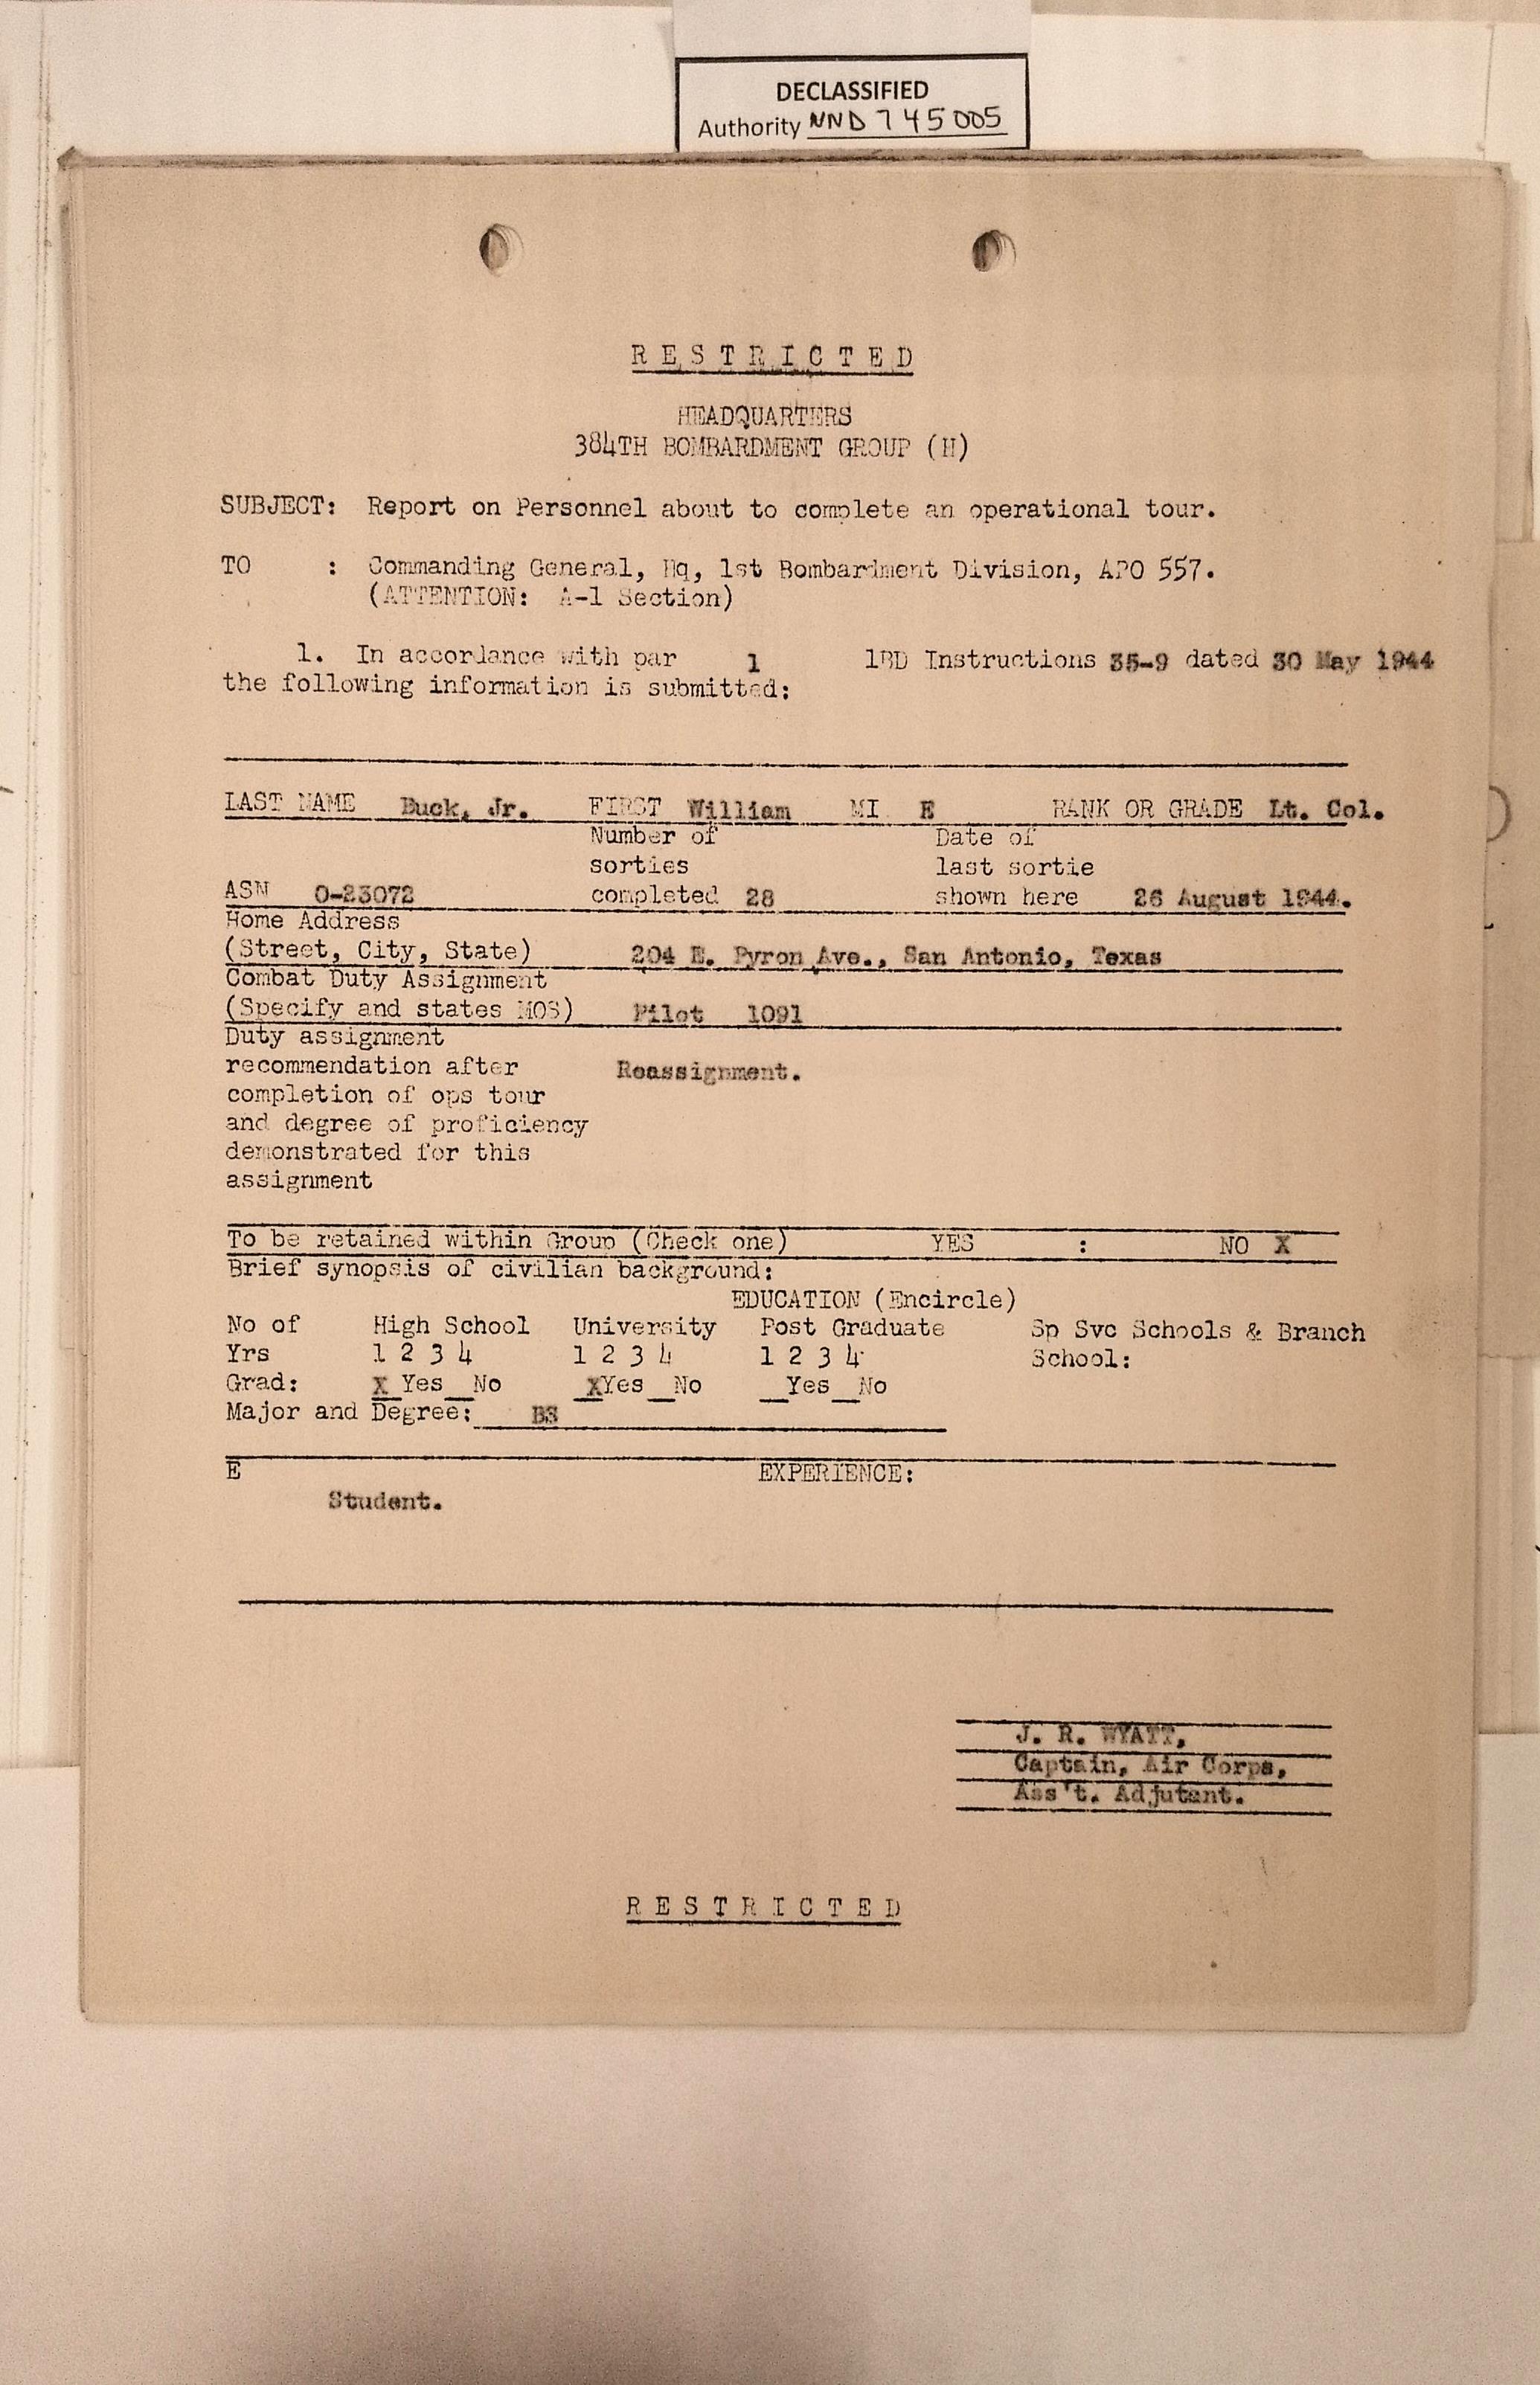 DECLASSIFIED
Authority NND 745005
RESTRICTED
HEADQUARTERS
384TH BOMBARDMENT GROUP (H)
SUBJECT: Report on Personnel about to complete an operational tour.
TO : Commanding General, Hq, 1st Bombardment Division, APO 557.
(ATTENTION: A-1 Section)
1. In accordance with par 1 1BD Instructions 35-9 dated 30 May 1944
the following information is submitted:
LAST NAME Buck, Jr. FIRST William MI E RANK OR GRADE Lt. Col.
Number of Date of
sorties last sortie
ASN O-23072 completed 28 shown here 26 August 1944.
Home Address
(Street, City, State) 204 E. Pyron Ave., San Antonio, Texas
Combat Duty Assignment
(Specify and states MOS) Pilot 1091
Duty assignment
recommendation after Reassignment.
completion of ops tour
and degree of proficiency
demonstrated for this
assignment
To be retained within Group (Check one) YES : NO X
Brief synopsis of civilian background:
EDUCATION (Encircle)
No of High School University Post Graduate Sp Svc Schools & Branch
Yrs 1 2 3 4 1 2 3 4 1 2 3 4 School:
Grad: X Yes __No XYes __No __Yes __No
Major and Degree: BS
E EXPERIENCE:
Student.
J. R. WYATT,
Captain, Air Corps,
Ass't. Adjutant.
RESTRICTED